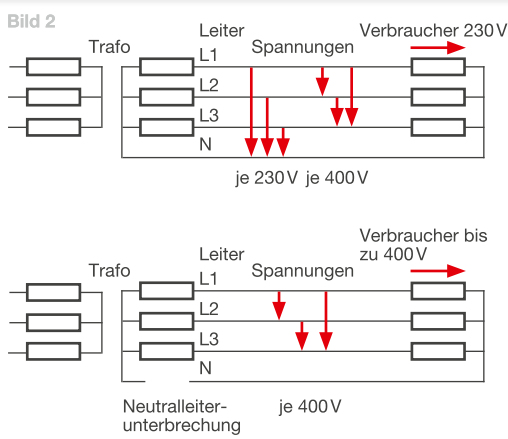 Bild 2
Leiter
Verbraucher 230 V
Trafo
Spannungen
L1
L2
L3
N
je 230 V
je 400 V
Verbraucher bis
zu 400 V
Leiter
Trafo
Spannungen
L1
L2
L3
N
Neutralleiter-
unterbrechung
je 400 V